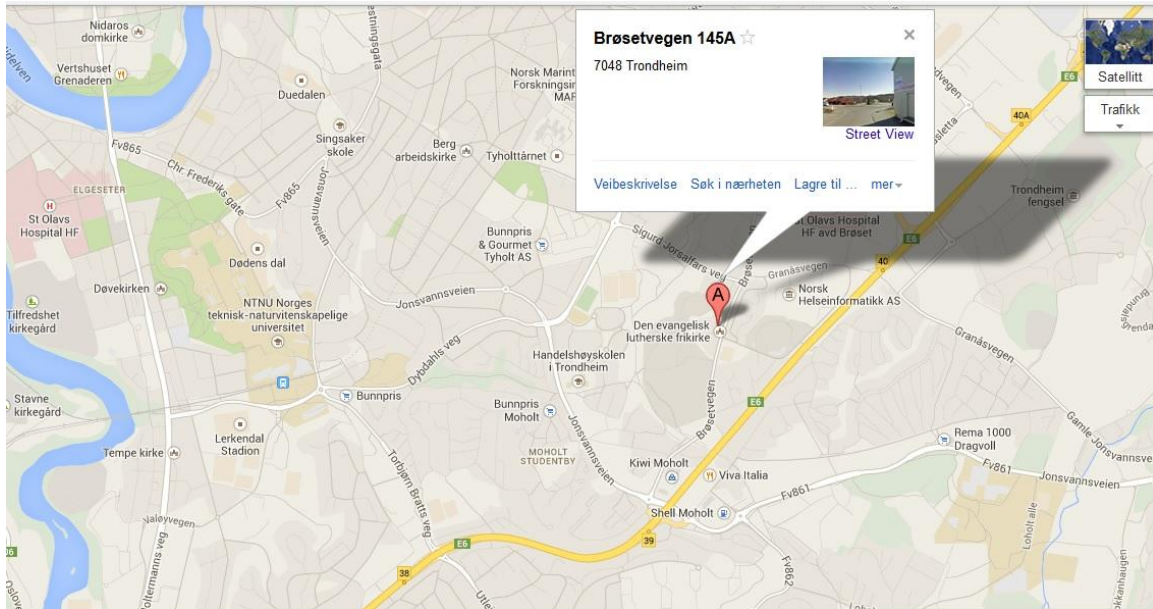 Nidaros
domkirke
Vertshuset
Grenaderen
Duedalen
Norsk Marint
Singsaker
skole
Berg
arbeidskirke
Tyholttårnet
Fv865
Chr. Frederiks gate
Fv865
Jonsvannsveien
ELGESETER
St Olavs
Hospital HF
Dødens dal
Bunnpris
& Gourmet
Tyholt AS
Døvekirken
NTNU Norges
teknisk-naturvitenskapelige
universitet
Jonsvannsveien
Tilfredshet
kirkegård
Brøsetvegen 145A
7048 Trondheim
Street View
Veibeskrivelse Søk i nærheten Lagre til ... mer
Satellitt
Trafikk
E6
40A
Trondheim
fengsel
St Olavs Hospital
HF avd Brøset
E6
Sigurd Jorsalfars veg
40
Granåsvegen
A
Norsk
Helseinformatikk AS
Den evangelisk
lutherske frikirke
Granåsvegen
Handelshøyskolen
i Trondheim
Dybdahls veg
Bunnpris
Stavne
kirkegård
Bunnpris
Moholt
Brøsetvegen
E6
Lerkendal
Stadion
Tempe kirke
MOHOLT
STUDENTBY
Jonsvannsveien
Kiwi Moholt
Viva Italia
Rema 1000
Dragvoll
Gamle Jonsvannsve
Fv861
Jonsvannsveien
Fv861
Torbjørn Bratts veg
Shell Moholt
Valøyvegen
E6
39
Fv862
Loholt alle
38